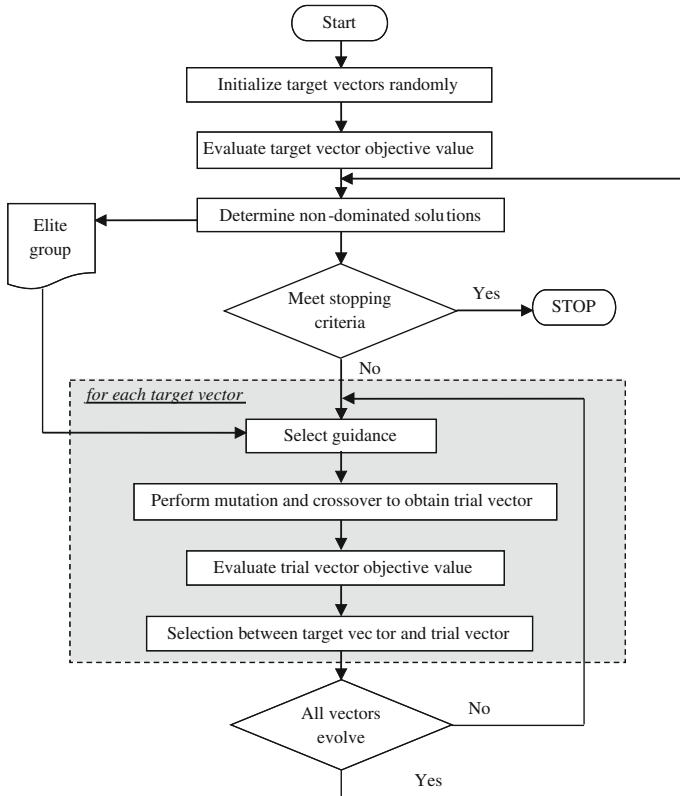 Start
Initialize target vectors randomly
Evaluate target vector objective value
Determine non-dominated solutions
Elite
group
Meet stopping
criteria
Yes
STOP
No
for each target vector
Select guidance
Perform mutation and crossover to obtain trial vector
Evaluate trial vector objective value
Selection between target vector and trial vector
All vectors
evolve
No
Yes